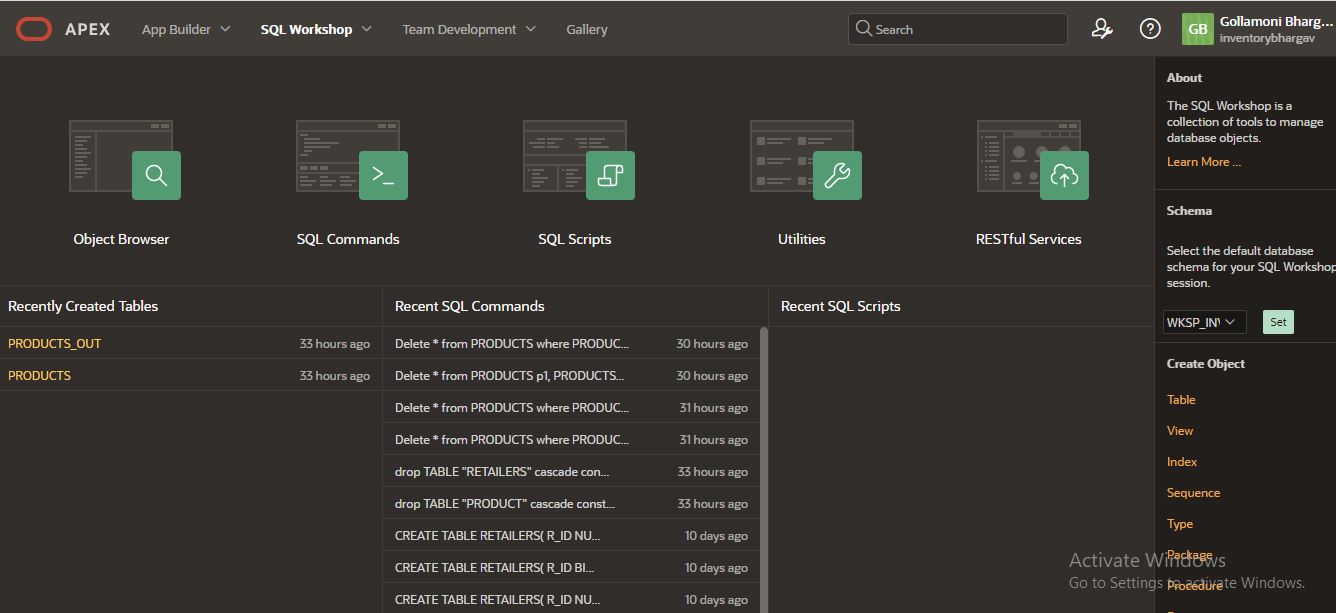 APEX App Builder SQL Workshop Team Development Gallery Search GB Gollamoni Bharg...
inventorybhargav
Object Browser SQL Commands SQL Scripts Utilities RESTful Services
Recently Created Tables
PRODUCTS_OUT 33 hours ago
PRODUCTS 33 hours ago
Recent SQL Commands
Delete * from PRODUCTS where PRODUC... 30 hours ago
Delete * from PRODUCTS p1, PRODUCTS... 30 hours ago
Delete * from PRODUCTS where PRODUC... 31 hours ago
Delete * from PRODUCTS where PRODUC... 31 hours ago
drop TABLE "RETAILERS" cascade con... 33 hours ago
drop TABLE "PRODUCT" cascade const... 33 hours ago
CREATE TABLE RETAILERS( R_ID NU... 10 days ago
CREATE TABLE RETAILERS( R_ID BI... 10 days ago
CREATE TABLE RETAILERS( R_ID NU... 10 days ago
Recent SQL Scripts
About
The SQL Workshop is a
collection of tools to manage
database objects.
Learn More ...
Schema
Select the default database
schema for your SQL Workshop
session.
WKSP_INV Set
Create Object
Table
View
Index
Sequence
Type
Package
Procedure
Activate Windows
Go to Settings to activate Windows.